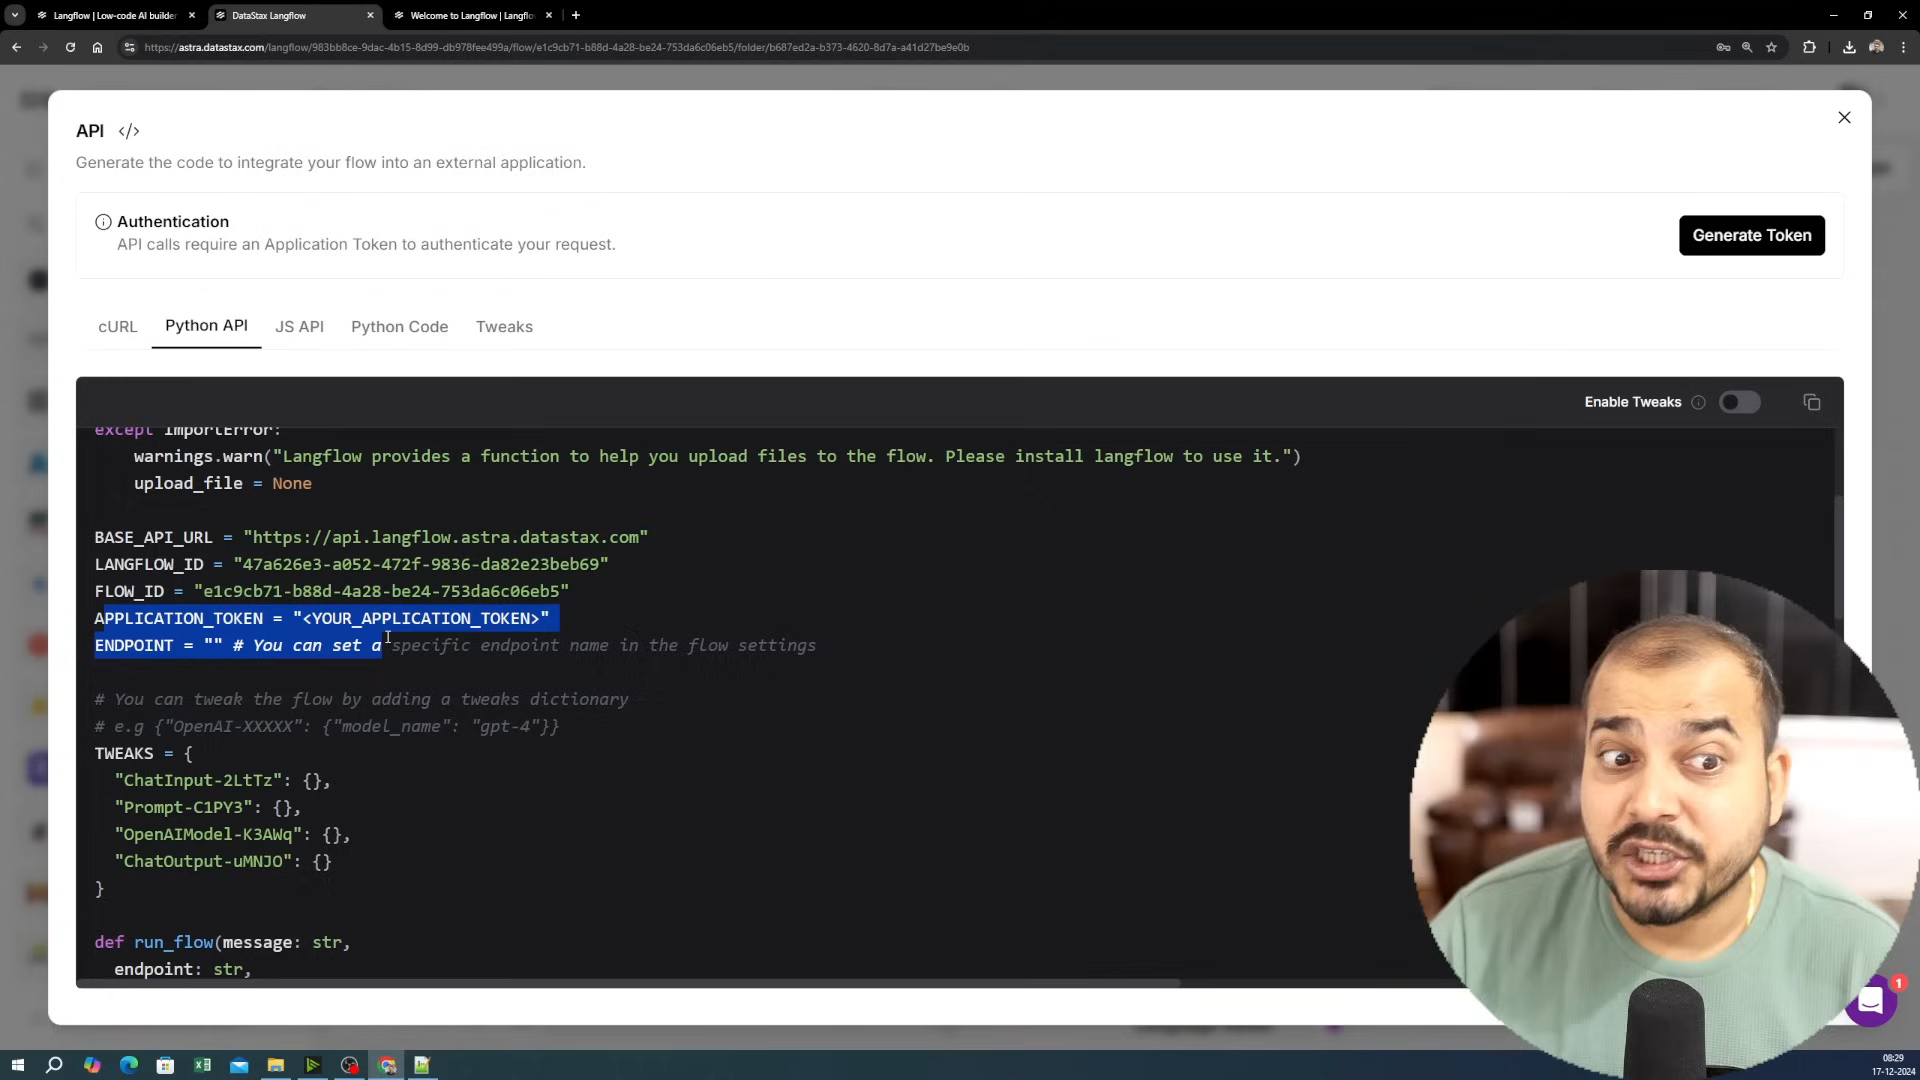 Langflow | Low-code AI builder
DataStax Langflow
Welcome to Langflow | Langflo
https://astra.datastax.com/langflow/983bb8ce-9dac-4b15-8d99-db978fee499a/flow/e1c9cb71-b88d-4a28-be24-753da6c06eb5/folder/b687ed2a-b373-4620-8d7a-a41d27be9e0b
API </>
Generate the code to integrate your flow into an external application.
Authentication
API calls require an Application Token to authenticate your request.
Generate Token
cURL Python API JS API Python Code Tweaks
Enable Tweaks
except ImportError:
warnings.warn("Langflow provides a function to help you upload files to the flow. Please install langflow to use it.")
upload_file = None
BASE_API_URL = "https://api.langflow.astra.datastax.com"
LANGFLOW_ID = "47a626e3-a052-472f-9836-da82e23beb69"
FLOW_ID = "e1c9cb71-b88d-4a28-be24-753da6c06eb5"
APPLICATION_TOKEN = "<YOUR_APPLICATION_TOKEN>"
ENDPOINT = "" # You can set a specific endpoint name in the flow settings
# You can tweak the flow by adding a tweaks dictionary
# e.g {"OpenAI-XXXXX": {"model_name": "gpt-4"}}
TWEAKS = {
"ChatInput-2LtTz": {},
"Prompt-C1PY3": {},
"OpenAIModel-K3AWq": {},
"ChatOutput-uMNJO": {}
}
def run_flow(message: str,
endpoint: str,
1
08:29
17-12-2024